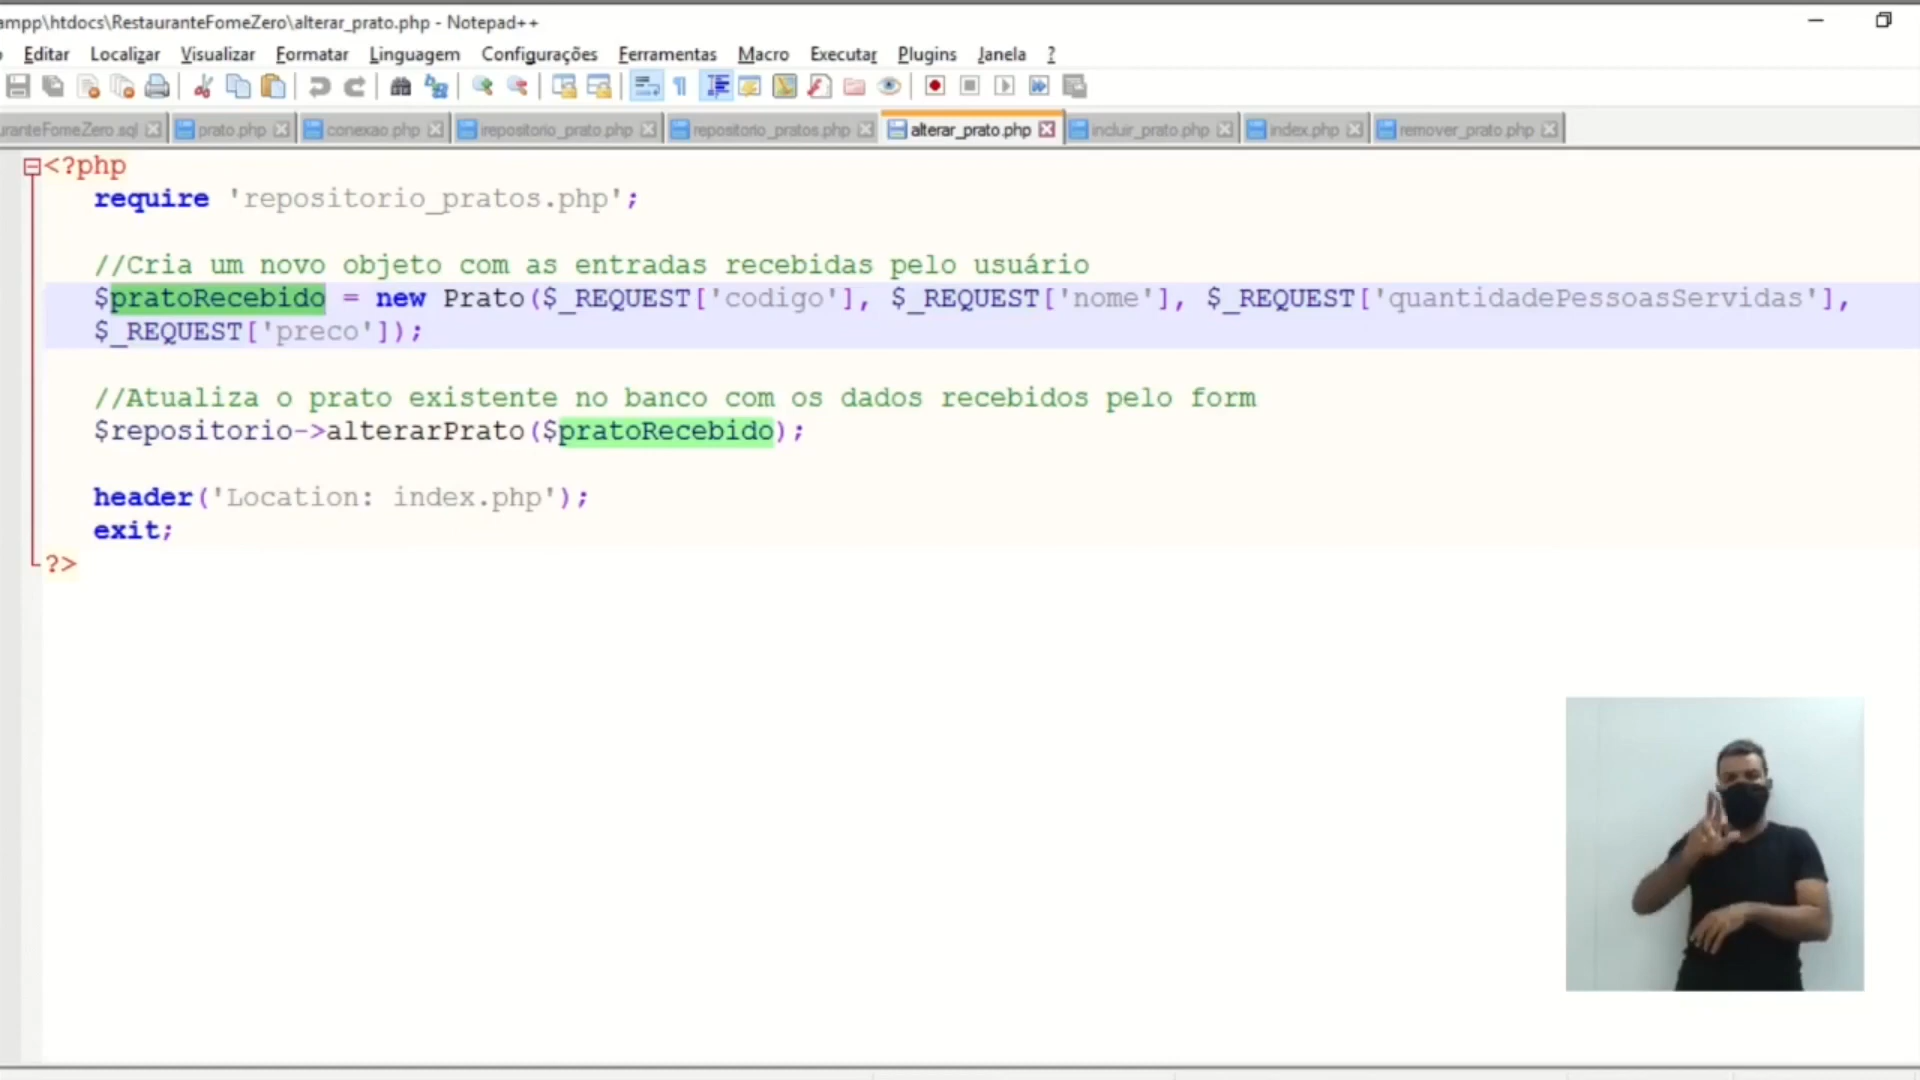 ampp\htdocs\RestauranteFomeZero\alterar_prato.php - Notepad++
Editar Localizar Visualizar Formatar Linguagem Configurações Ferramentas Macro Executar Plugins Janela ?
uranteFomeZero.sql prato.php conexao.php irepositorio_prato.php repositorio_pratos.php alterar_prato.php incluir_prato.php index.php remover_prato.php
<?php
require 'repositorio_pratos.php';
//Cria um novo objeto com as entradas recebidas pelo usuário
$pratoRecebido = new Prato($_REQUEST['codigo'], $_REQUEST['nome'], $_REQUEST['quantidadePessoasServidas'],
$_REQUEST['preco']);
//Atualiza o prato existente no banco com os dados recebidos pelo form
$repositorio->alterarPrato($pratoRecebido);
header('Location: index.php');
exit;
?>